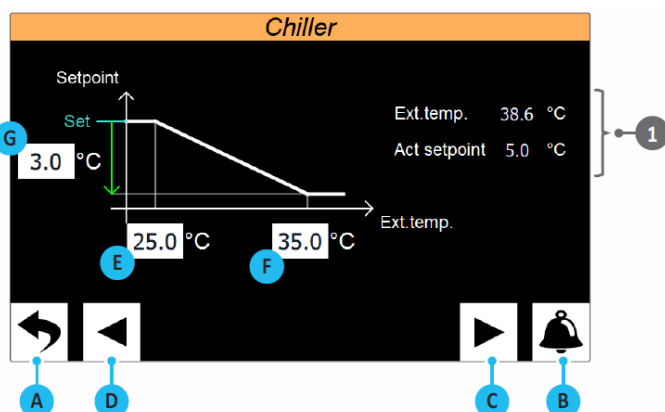 Chiller
Setpoint
Set
G
3.0 °C
Ext.temp. 38.6 °C
Act setpoint 5.0 °C
1
Ext.temp.
25.0 °C
35.0 °C
E
F
A
D
C
B